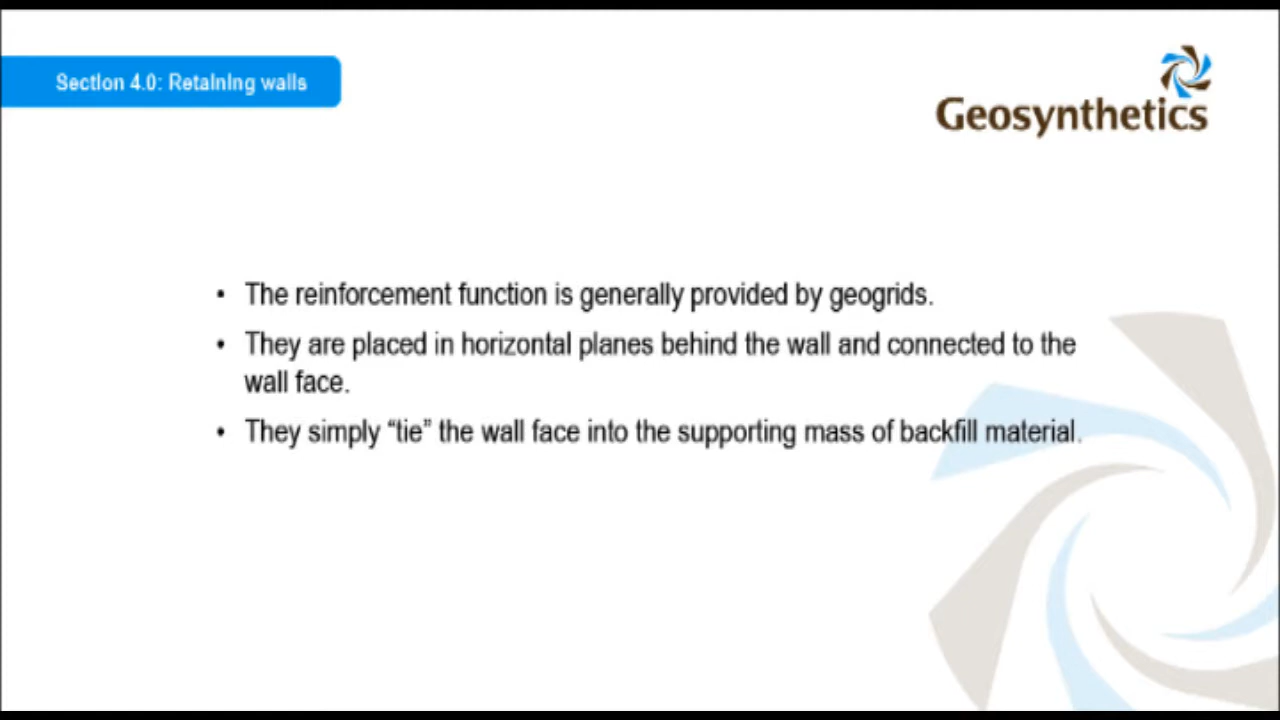 Section 4.0: Retaining walls
Geosynthetics
• The reinforcement function is generally provided by geogrids.
• They are placed in horizontal planes behind the wall and connected to the
wall face.
• They simply “tie” the wall face into the supporting mass of backfill material.